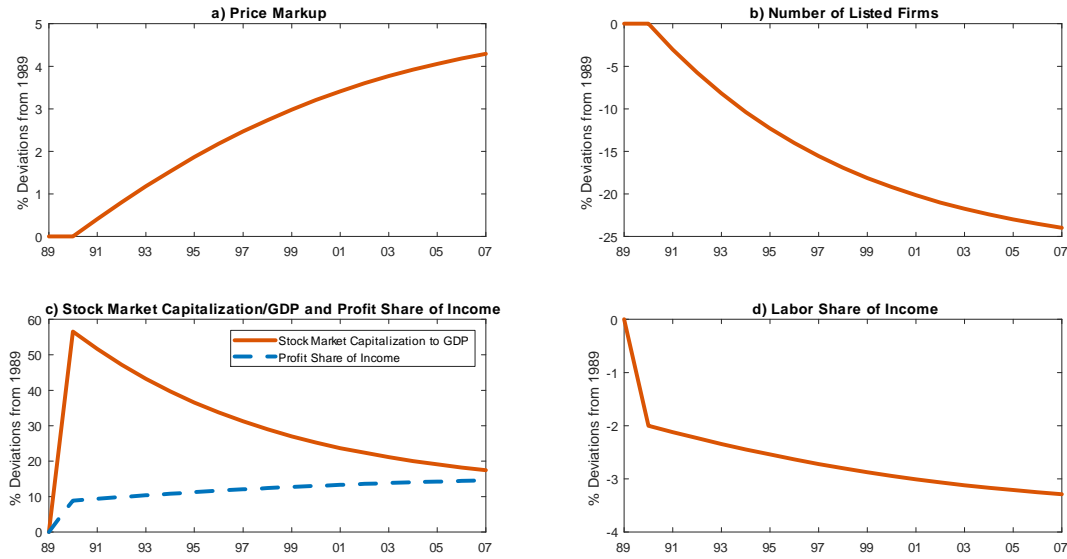 a) Price Markup
% Deviations from 1989
5
4
3
2
1
0
89 91 93 95 97 99 01 03 05 07
b) Number of Listed Firms
% Deviations from 1989
0
-5
-10
-15
-20
-25
89 91 93 95 97 99 01 03 05 07
c) Stock Market Capitalization/GDP and Profit Share of Income
% Deviations from 1989
60
50
40
30
20
10
0
Stock Market Capitalization to GDP
Profit Share of Income
89 91 93 95 97 99 01 03 05 07
d) Labor Share of Income
% Deviations from 1989
0
-1
-2
-3
-4
89 91 93 95 97 99 01 03 05 07